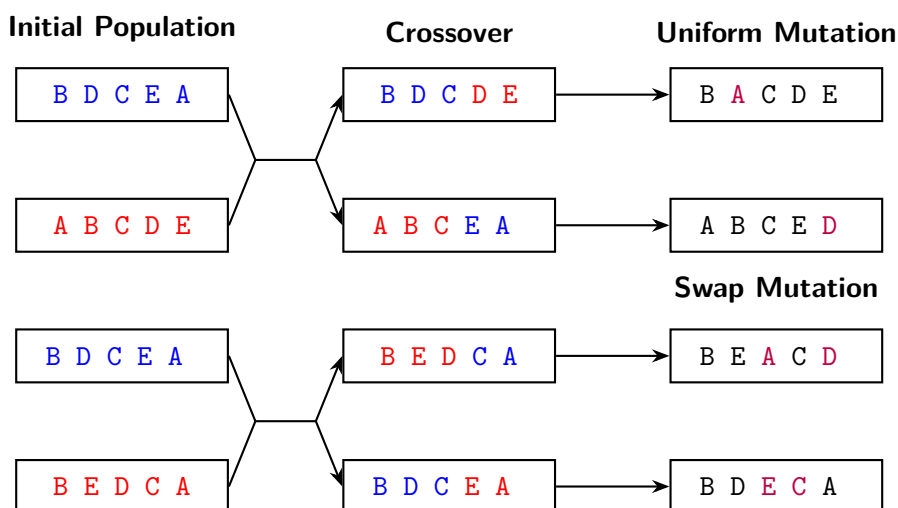 Initial Population Crossover Uniform Mutation
B D C E A B D C D E B A C D E
A B C D E A B C E A A B C E D
Swap Mutation
B D C E A B E D C A B E A C D
B E D C A B D C E A B D E C A